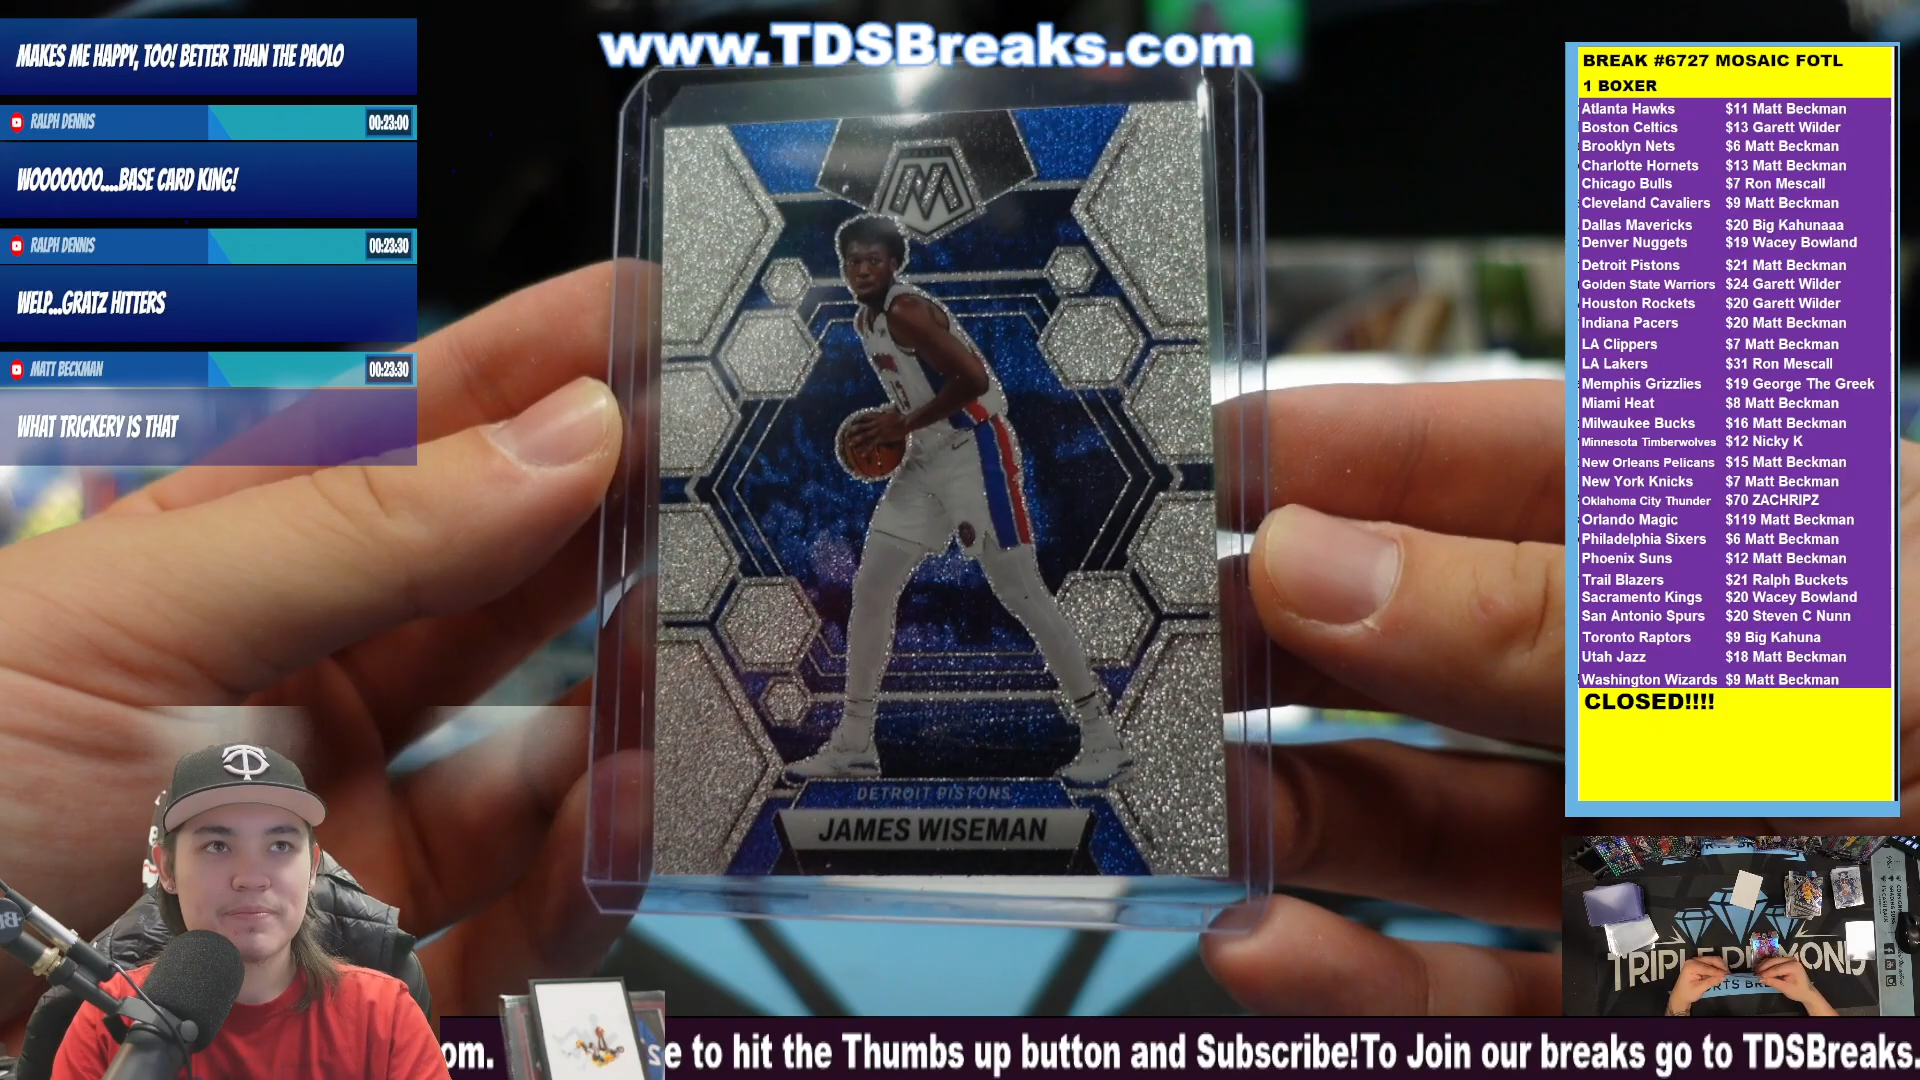 MAKES ME HAPPY, TOO! BETTER THAN THE PAOLO
RALPH DENNIS 00:23:00
WOOOOOOO....BASE CARD KING!
RALPH DENNIS 00:23:30
WELP...GRATZ HITTERS
MATT BECKMAN 00:23:30
WHAT TRICKERY IS THAT
www.TDSBreaks.com
M
DETROIT PISTONS
JAMES WISEMAN
BREAK #6727 MOSAIC FOTL
1 BOXER
Atlanta Hawks $11 Matt Beckman
Boston Celtics $13 Garett Wilder
Brooklyn Nets $6 Matt Beckman
Charlotte Hornets $13 Matt Beckman
Chicago Bulls $7 Ron Mescall
Cleveland Cavaliers $9 Matt Beckman
Dallas Mavericks $20 Big Kahunaaa
Denver Nuggets $19 Wacey Bowland
Detroit Pistons $21 Matt Beckman
Golden State Warriors $24 Garett Wilder
Houston Rockets $20 Garett Wilder
Indiana Pacers $20 Matt Beckman
LA Clippers $7 Matt Beckman
LA Lakers $31 Ron Mescall
Memphis Grizzlies $19 George The Greek
Miami Heat $8 Matt Beckman
Milwaukee Bucks $16 Matt Beckman
Minnesota Timberwolves $12 Nicky K
New Orleans Pelicans $15 Matt Beckman
New York Knicks $7 Matt Beckman
Oklahoma City Thunder $70 ZACHRIPZ
Orlando Magic $119 Matt Beckman
Philadelphia Sixers $6 Matt Beckman
Phoenix Suns $12 Matt Beckman
Trail Blazers $21 Ralph Buckets
Sacramento Kings $20 Wacey Bowland
San Antonio Spurs $20 Steven C Nunn
Toronto Raptors $9 Big Kahuna
Utah Jazz $18 Matt Beckman
Washington Wizards $9 Matt Beckman
CLOSED!!!!
TC
TRIPLE DIAMOND
om. e to hit the Thumbs up button and Subscribe!To Join our breaks go to TDSBreaks.